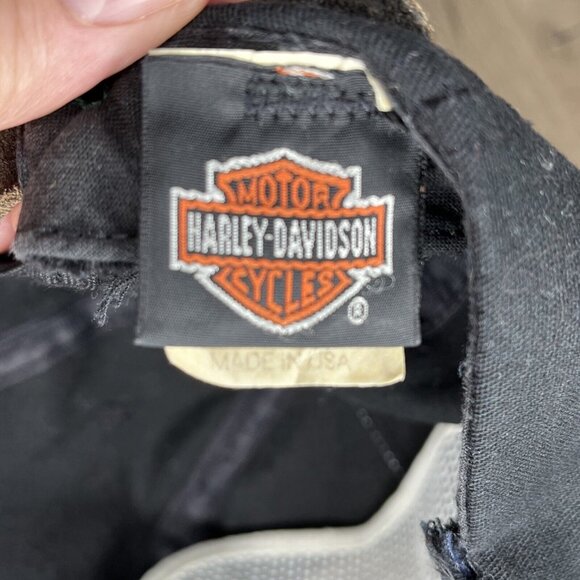 MOTOR
HARLEY-DAVIDSON
CYCLES
®
MADE IN USA